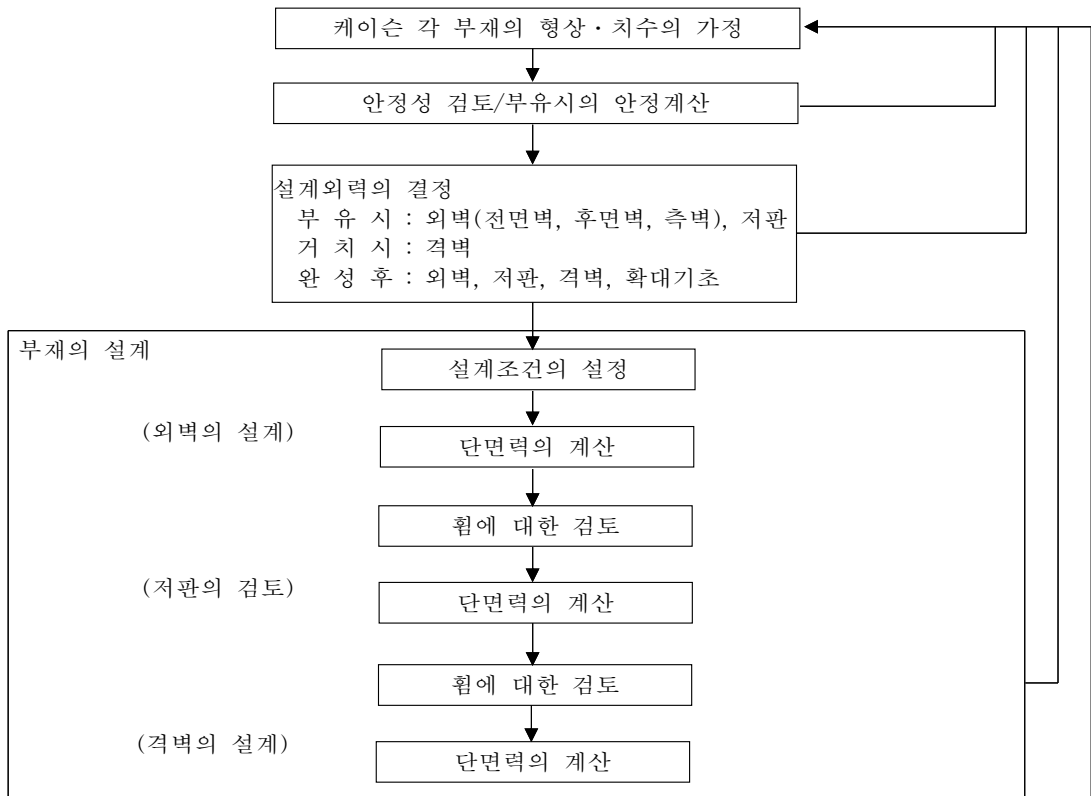 케이슨 각 부재의 형상·치수의 가정
안정성 검토/부유시의 안정계산
설계외력의 결정
부 유 시 : 외벽(전면벽, 후면벽, 측벽), 저판
거 치 시 : 격벽
완 성 후 : 외벽, 저판, 격벽, 확대기초
부재의 설계
설계조건의 설정
(외벽의 설계)
단면력의 계산
휨에 대한 검토
(저판의 검토)
단면력의 계산
휨에 대한 검토
(격벽의 설계)
단면력의 계산